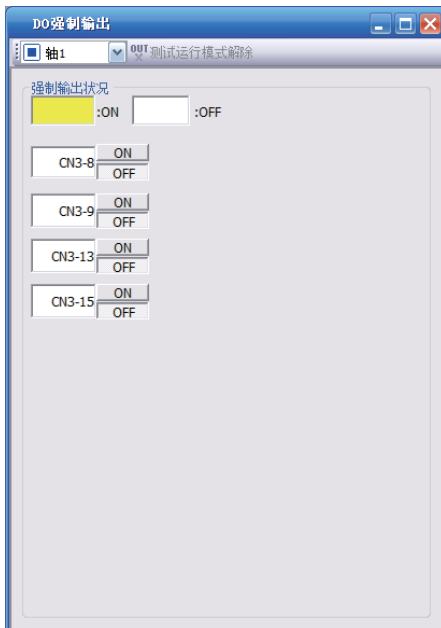 DO强制输出
轴1 OUT 测试运行模式解除
强制输出状况
:ON :OFF
CN3-8 ON
OFF
CN3-9 ON
OFF
CN3-13 ON
OFF
CN3-15 ON
OFF